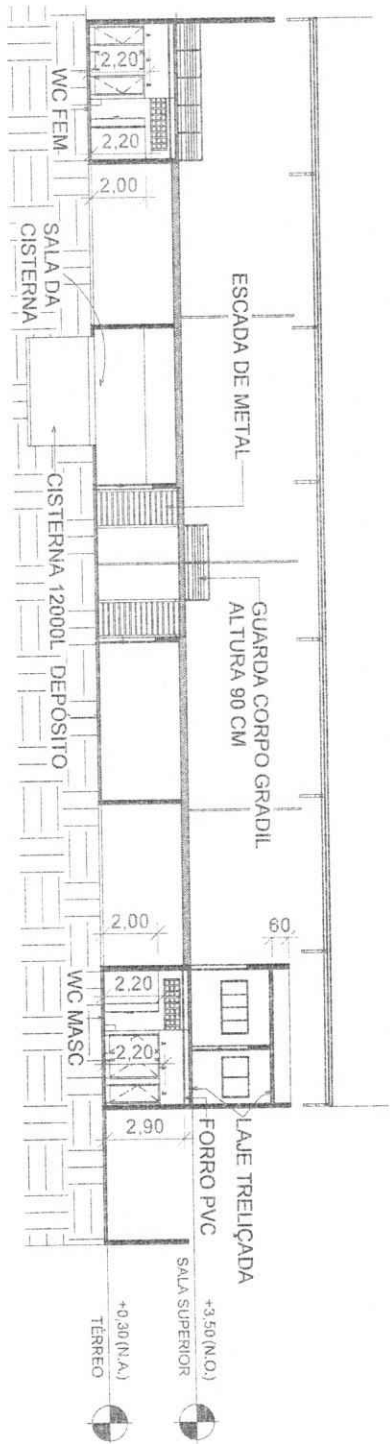 ESCADA DE METAL
GUARDA CORPO GRADIL
ALTURA 90 CM
60
LAJE TRELIÇADA
FORRO PVC
2,20
2,20
2,00
2,00
2,20
2,20
2,90
+3,50 (N.O.)
SALA SUPERIOR
+0,30 (N.A.)
TÉRREO
WC FEM
SALA DA
CISTERNA
CISTERNA 12000L
DEPÓSITO
WC MASC